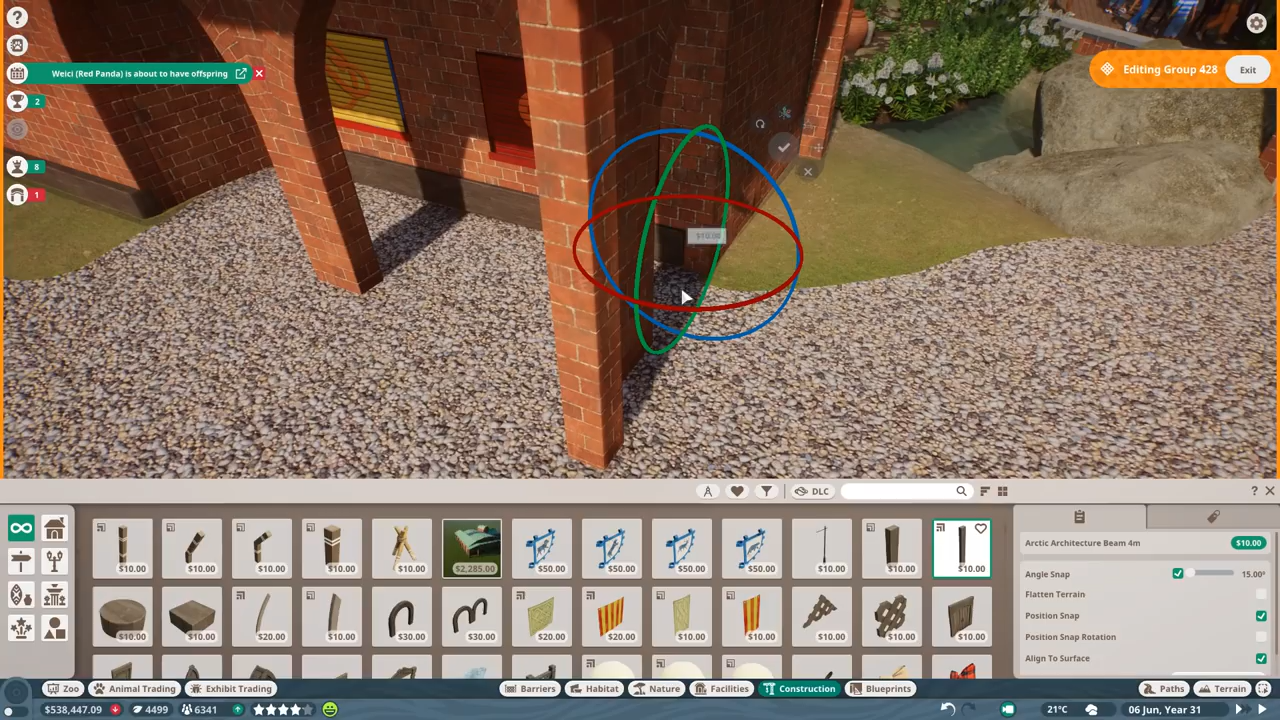 ?
Weici (Red Panda) is about to have offspring
2
8
1
Editing Group 428
Exit
$10.00
DLC
?
$10.00 $10.00 $10.00 $10.00 $10.00 $2,285.00 $50.00 $50.00 $50.00 $50.00 $10.00 $10.00 $10.00
$10.00 $10.00 $20.00 $10.00 $30.00 $30.00 $20.00 $20.00 $10.00 $10.00 $10.00 $10.00 $10.00
Arctic Architecture Beam 4m $10.00
Angle Snap 15.00°
Flatten Terrain
Position Snap
Position Snap Rotation
Align To Surface
Zoo Animal Trading Exhibit Trading Barriers Habitat Nature Facilities Construction Blueprints Paths Terrain
$538,447.09 4499 6341 21°C 06 Jun, Year 31